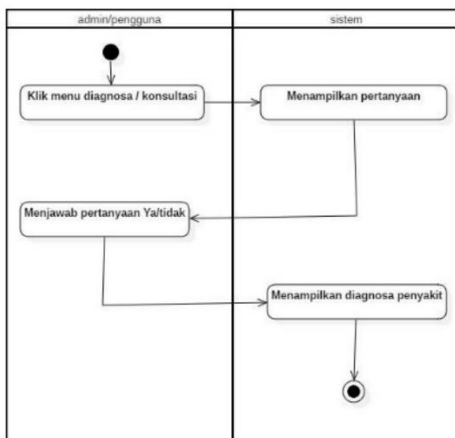 admin/pengguna
sistem
Klik menu diagnosa / konsultasi
Menampilkan pertanyaan
Menjawab pertanyaan Ya/tidak
Menampilkan diagnosa penyakit